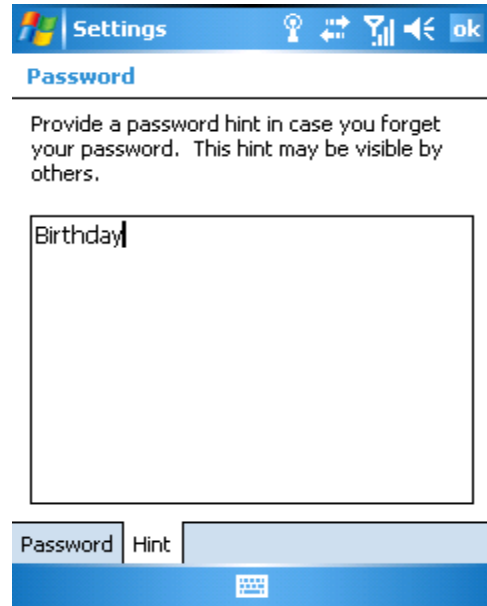 Settings
ok
Password
Provide a password hint in case you forget
your password.  This hint may be visible by
others.
Birthday
Password
Hint